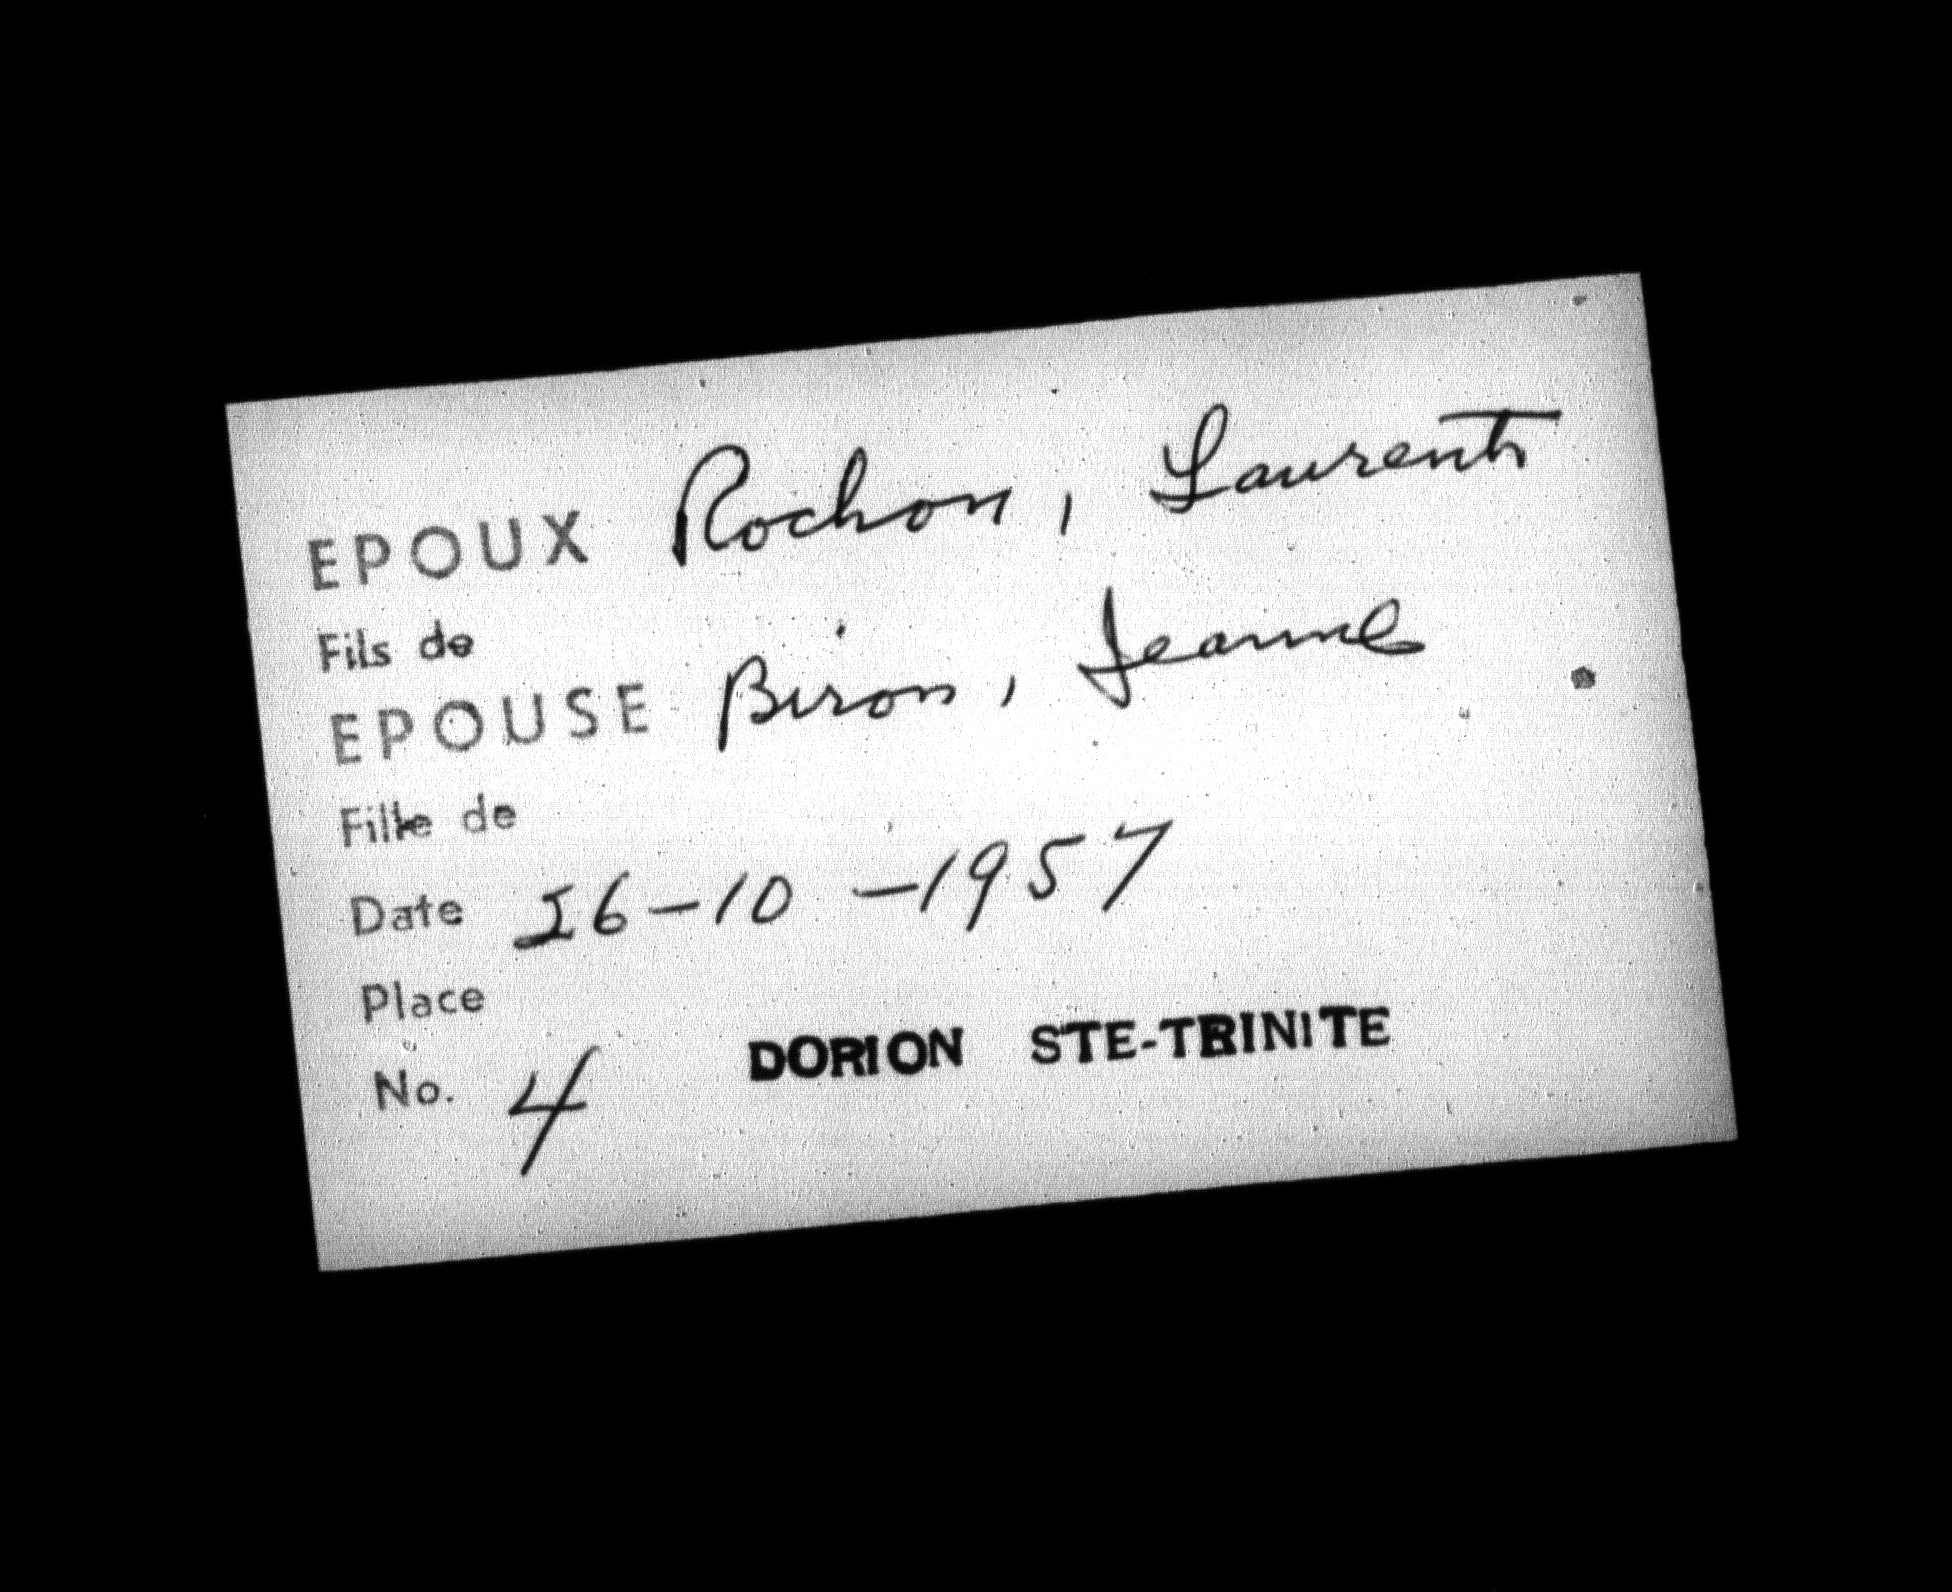 EPOUX Rochon, Laurent
Fils de
EPOUSE Biron, Jeanne
Fille de
Date 26-10-1957
Place
DORION STE-TRINITE
No. 4